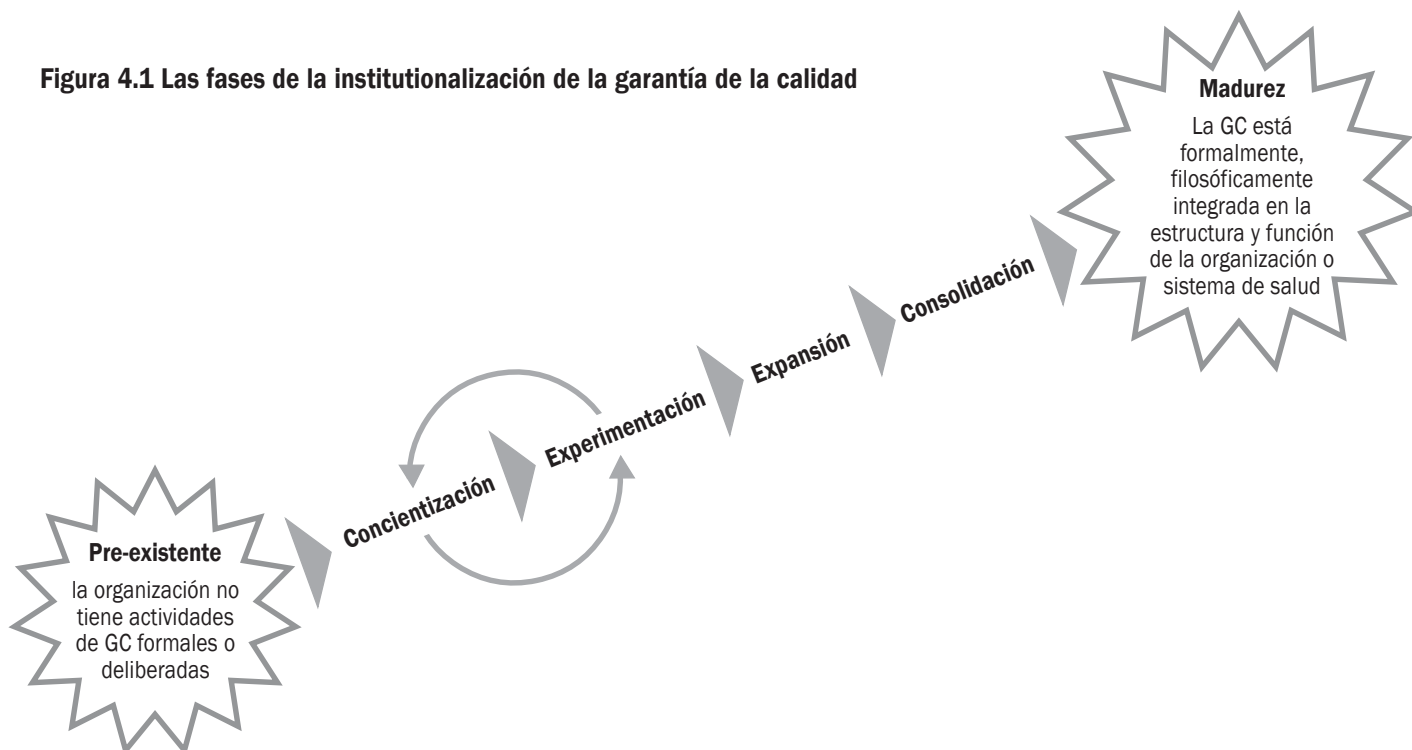 Figura 4.1 Las fases de la institutionalización de la garantía de la calidad
Madurez
La GC está
formalmente,
filosóficamente
integrada en la
estructura y función
de la organización o
sistema de salud
Consolidación
Expansión
Experimentación
Concientización
Pre-existente
la organización no
tiene actividades
de GC formales o
deliberadas